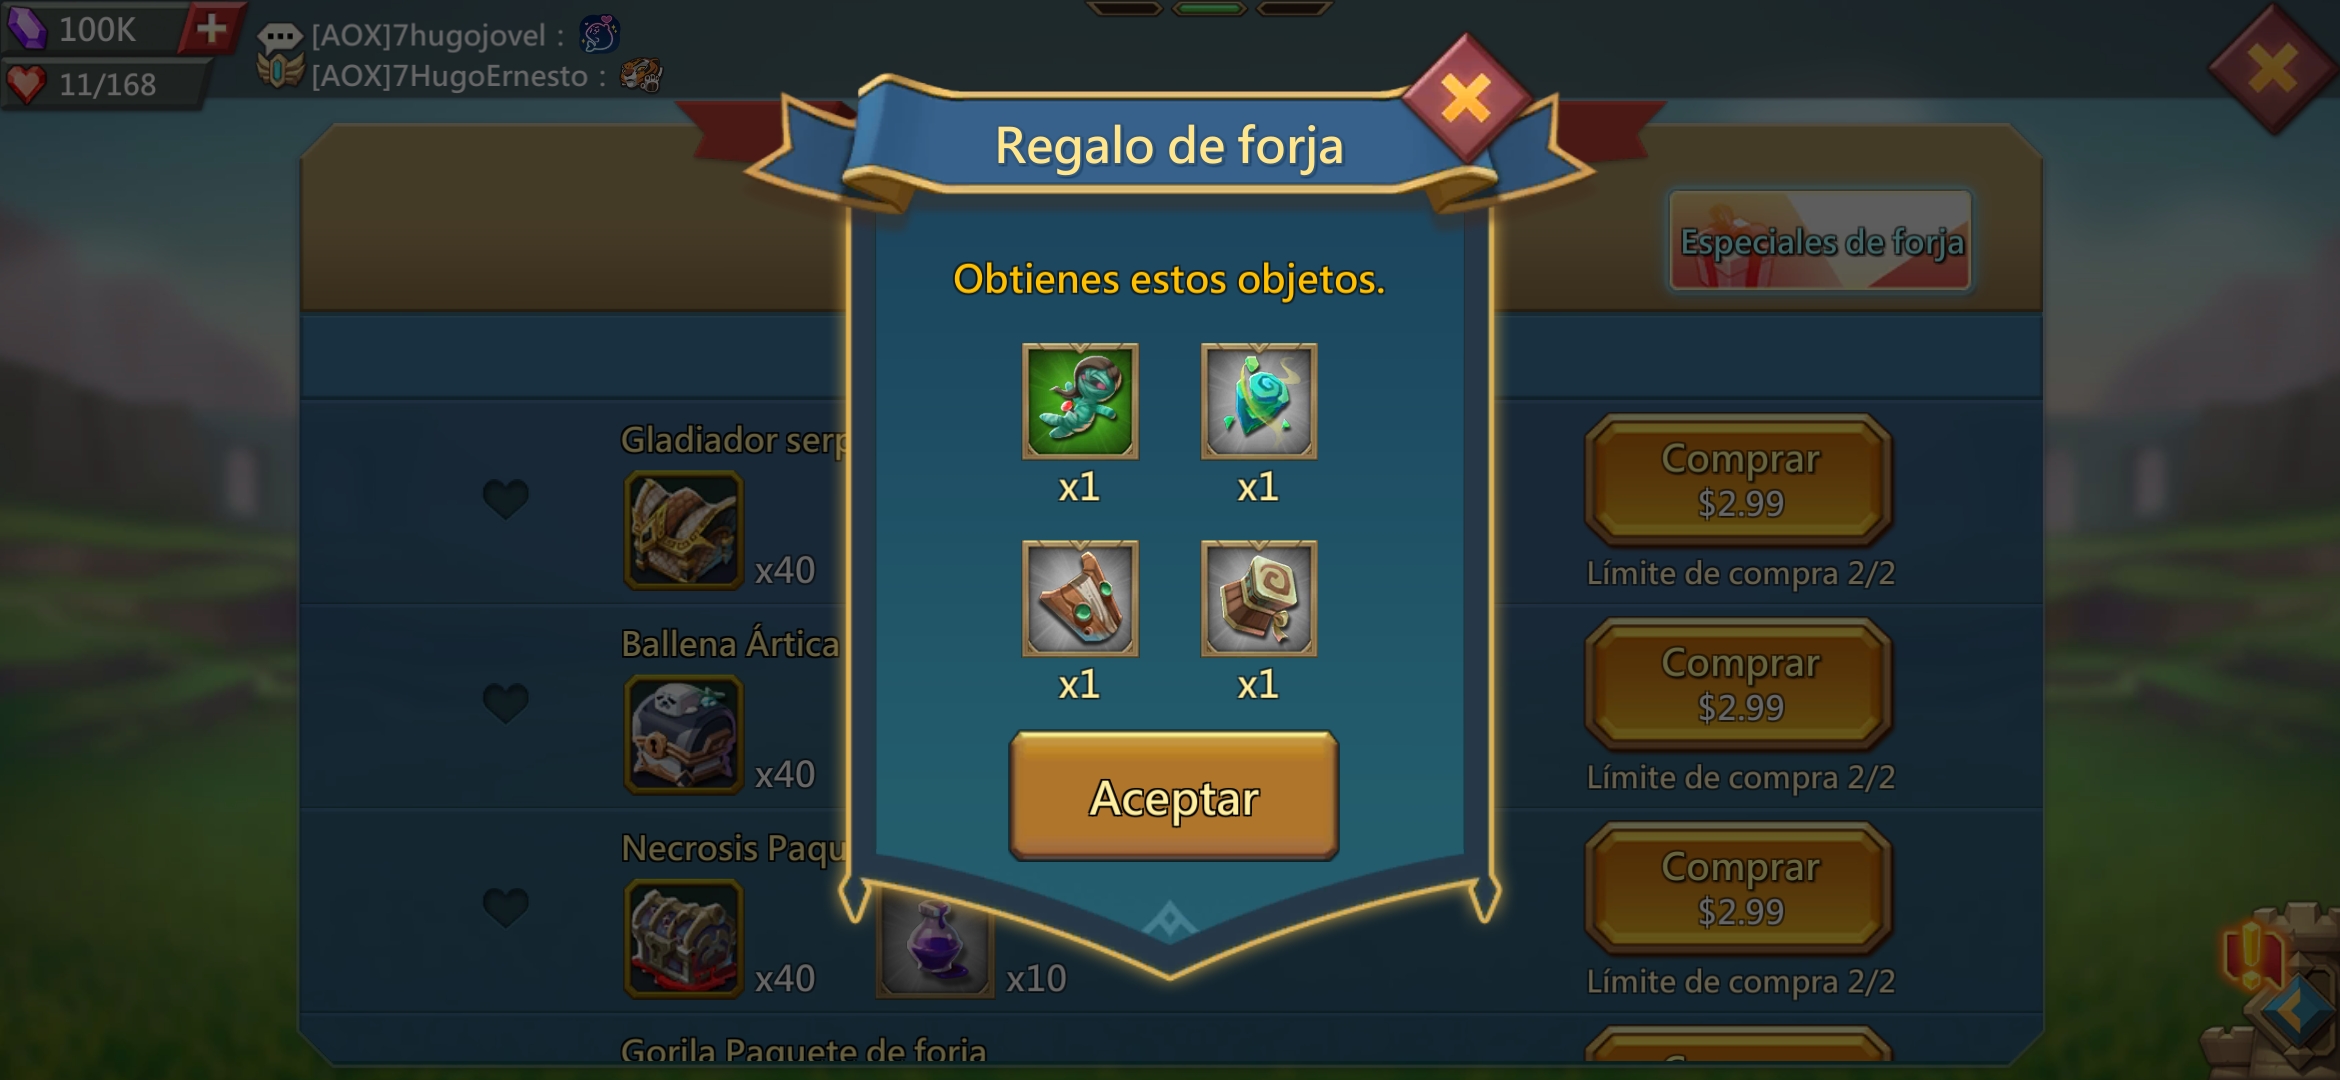 100K
11/168
[AOX]7hugojovel :
[AOX]7HugoErnesto :
Regalo de forja
Especiales de forja
Obtienes estos objetos.
x1
x1
x1
x1
Aceptar
Gladiador serp
x40
Comprar
$2.99
Límite de compra 2/2
Ballena Ártica
x40
Comprar
$2.99
Límite de compra 2/2
Necrosis Paqu
x40
x10
Comprar
$2.99
Límite de compra 2/2
Gorila Paquete de forja